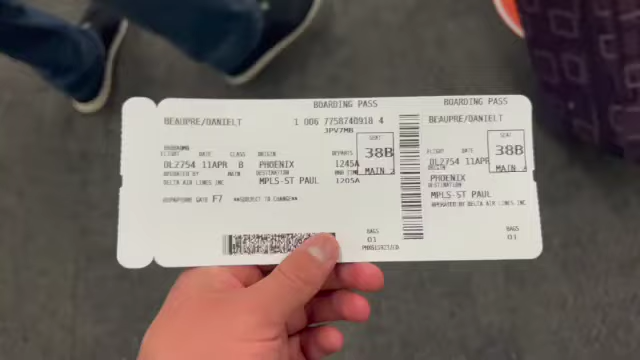 BOARDING PASS
BEAUPRE/DANIELT
1 006 7758740918 4
JPV7MB
SEAT
38B
MAIN
FLIGHT DATE CLASS ORIGIN DEPARTS
DL2754 11APR B PHOENIX 1245A
OPERATED BY MAIN DESTINATION
DELTA AIR LINES INC MPLS-ST PAUL 1205A
DEPARTURE GATE F7 **SUBJECT TO CHANGE**
BAGS
01
BOARDING PASS
BEAUPRE/DANIELT
SEAT
38B
MAIN
FLIGHT DATE
DL2754 11APR
ORIGIN
PHOENIX
DESTINATION
MPLS-ST PAUL
OPERATED BY DELTA AIR LINES INC
BAGS
01